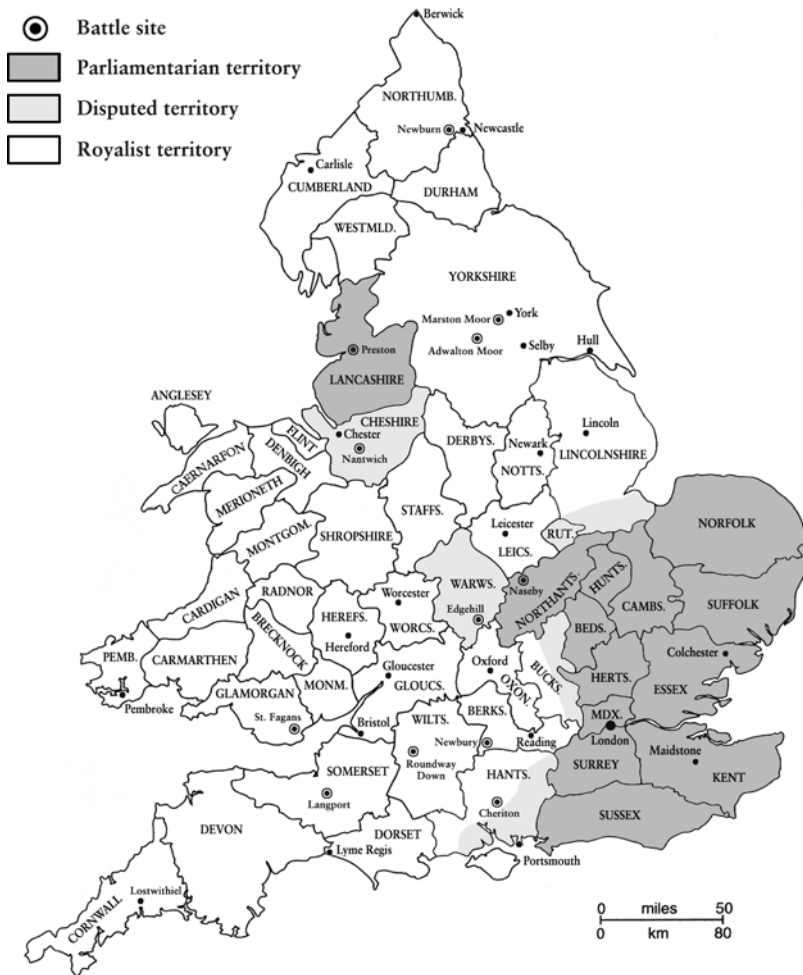 Battle site
Parliamentarian territory
Disputed territory
Royalist territory
Berwick
NORTHUMB.
Newburn
Newcastle
Carlisle
CUMBERLAND
DURHAM
WESTMLD.
YORKSHIRE
Marston Moor
York
Adwalton Moor
Selby
Hull
Preston
LANCASHIRE
ANGLESEY
CHESHIRE
Chester
Nantwich
FLINT
DENBIGH
CAERNARFON
MERIONETH
DERBYS.
Newark
NOTTS.
Lincoln
LINCOLNSHIRE
MONTGOM.
SHROPSHIRE
STAFFS.
Leicester
LEICS.
RUT.
NORFOLK
CARDIGAN
RADNOR
HEREFS.
Hereford
Worcester
WORCS.
WARWS.
Edgehill
Naseby
NORTHANTS.
HUNTS.
CAMBS.
SUFFOLK
PEMB.
Pembroke
CARMARTHEN
BRECKNOCK
GLAMORGAN
St. Fagans
MONM.
Gloucester
GLOUCS.
Bristol
Oxford
OXON.
BUCKS.
BEDS.
HERTS.
Colchester
ESSEX
MDX.
London
WILTS.
Roundway
Down
BERKS.
Newbury
Reading
SURREY
Maidstone
KENT
SOMERSET
Langport
HANTS.
Cheriton
SUSSEX
DEVON
DORSET
Lyme Regis
Portsmouth
CORNWALL
Lostwithiel
0 miles 50
0 km 80